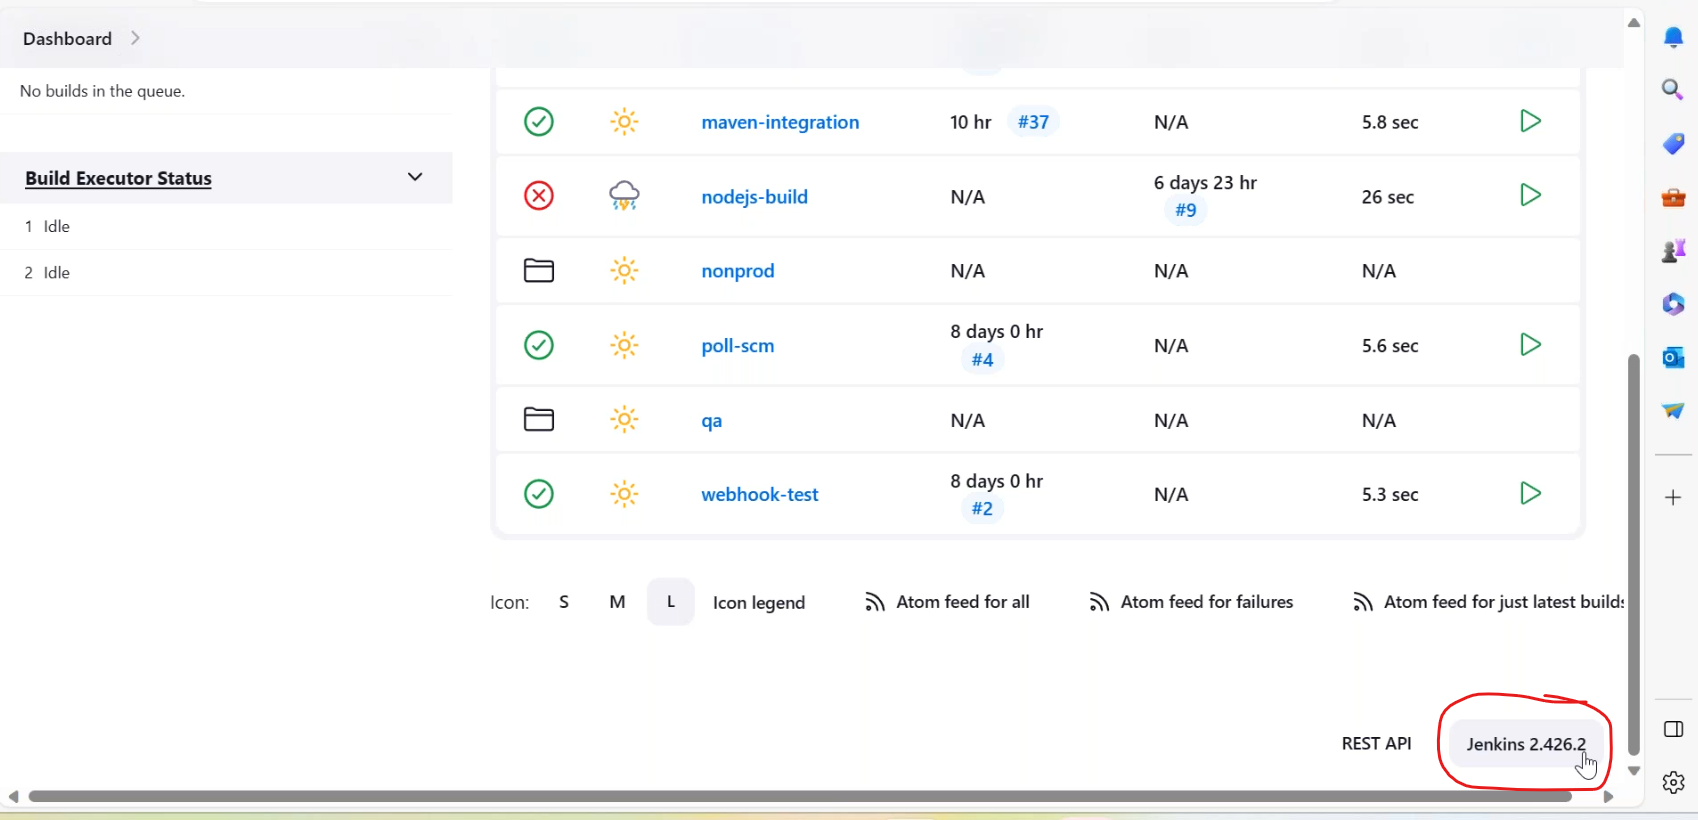 Dashboard
No builds in the queue.
Build Executor Status
1 Idle
2 Idle
maven-integration 10 hr #37 N/A 5.8 sec
nodejs-build N/A 6 days 23 hr #9 26 sec
nonprod N/A N/A N/A
poll-scm 8 days 0 hr #4 N/A 5.6 sec
qa N/A N/A N/A
webhook-test 8 days 0 hr #2 N/A 5.3 sec
Icon: S M L Icon legend Atom feed for all Atom feed for failures Atom feed for just latest builds
REST API Jenkins 2.426.2